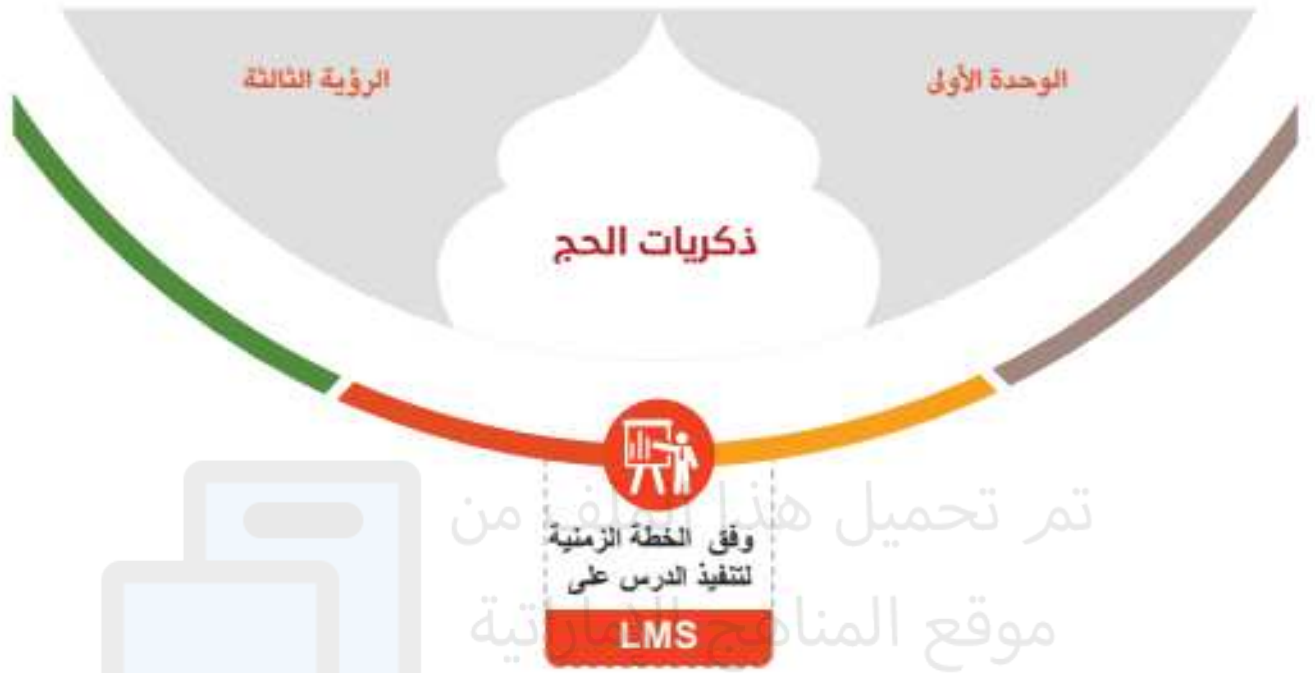 الوحدة الأولى
الرؤية الثالثة
ذكريات الحج
تم تحميل هذا الملف من
وفق الخطة الزمنية
لتنفيذ الدرس على
موقع المناهج الإماراتية
LMS